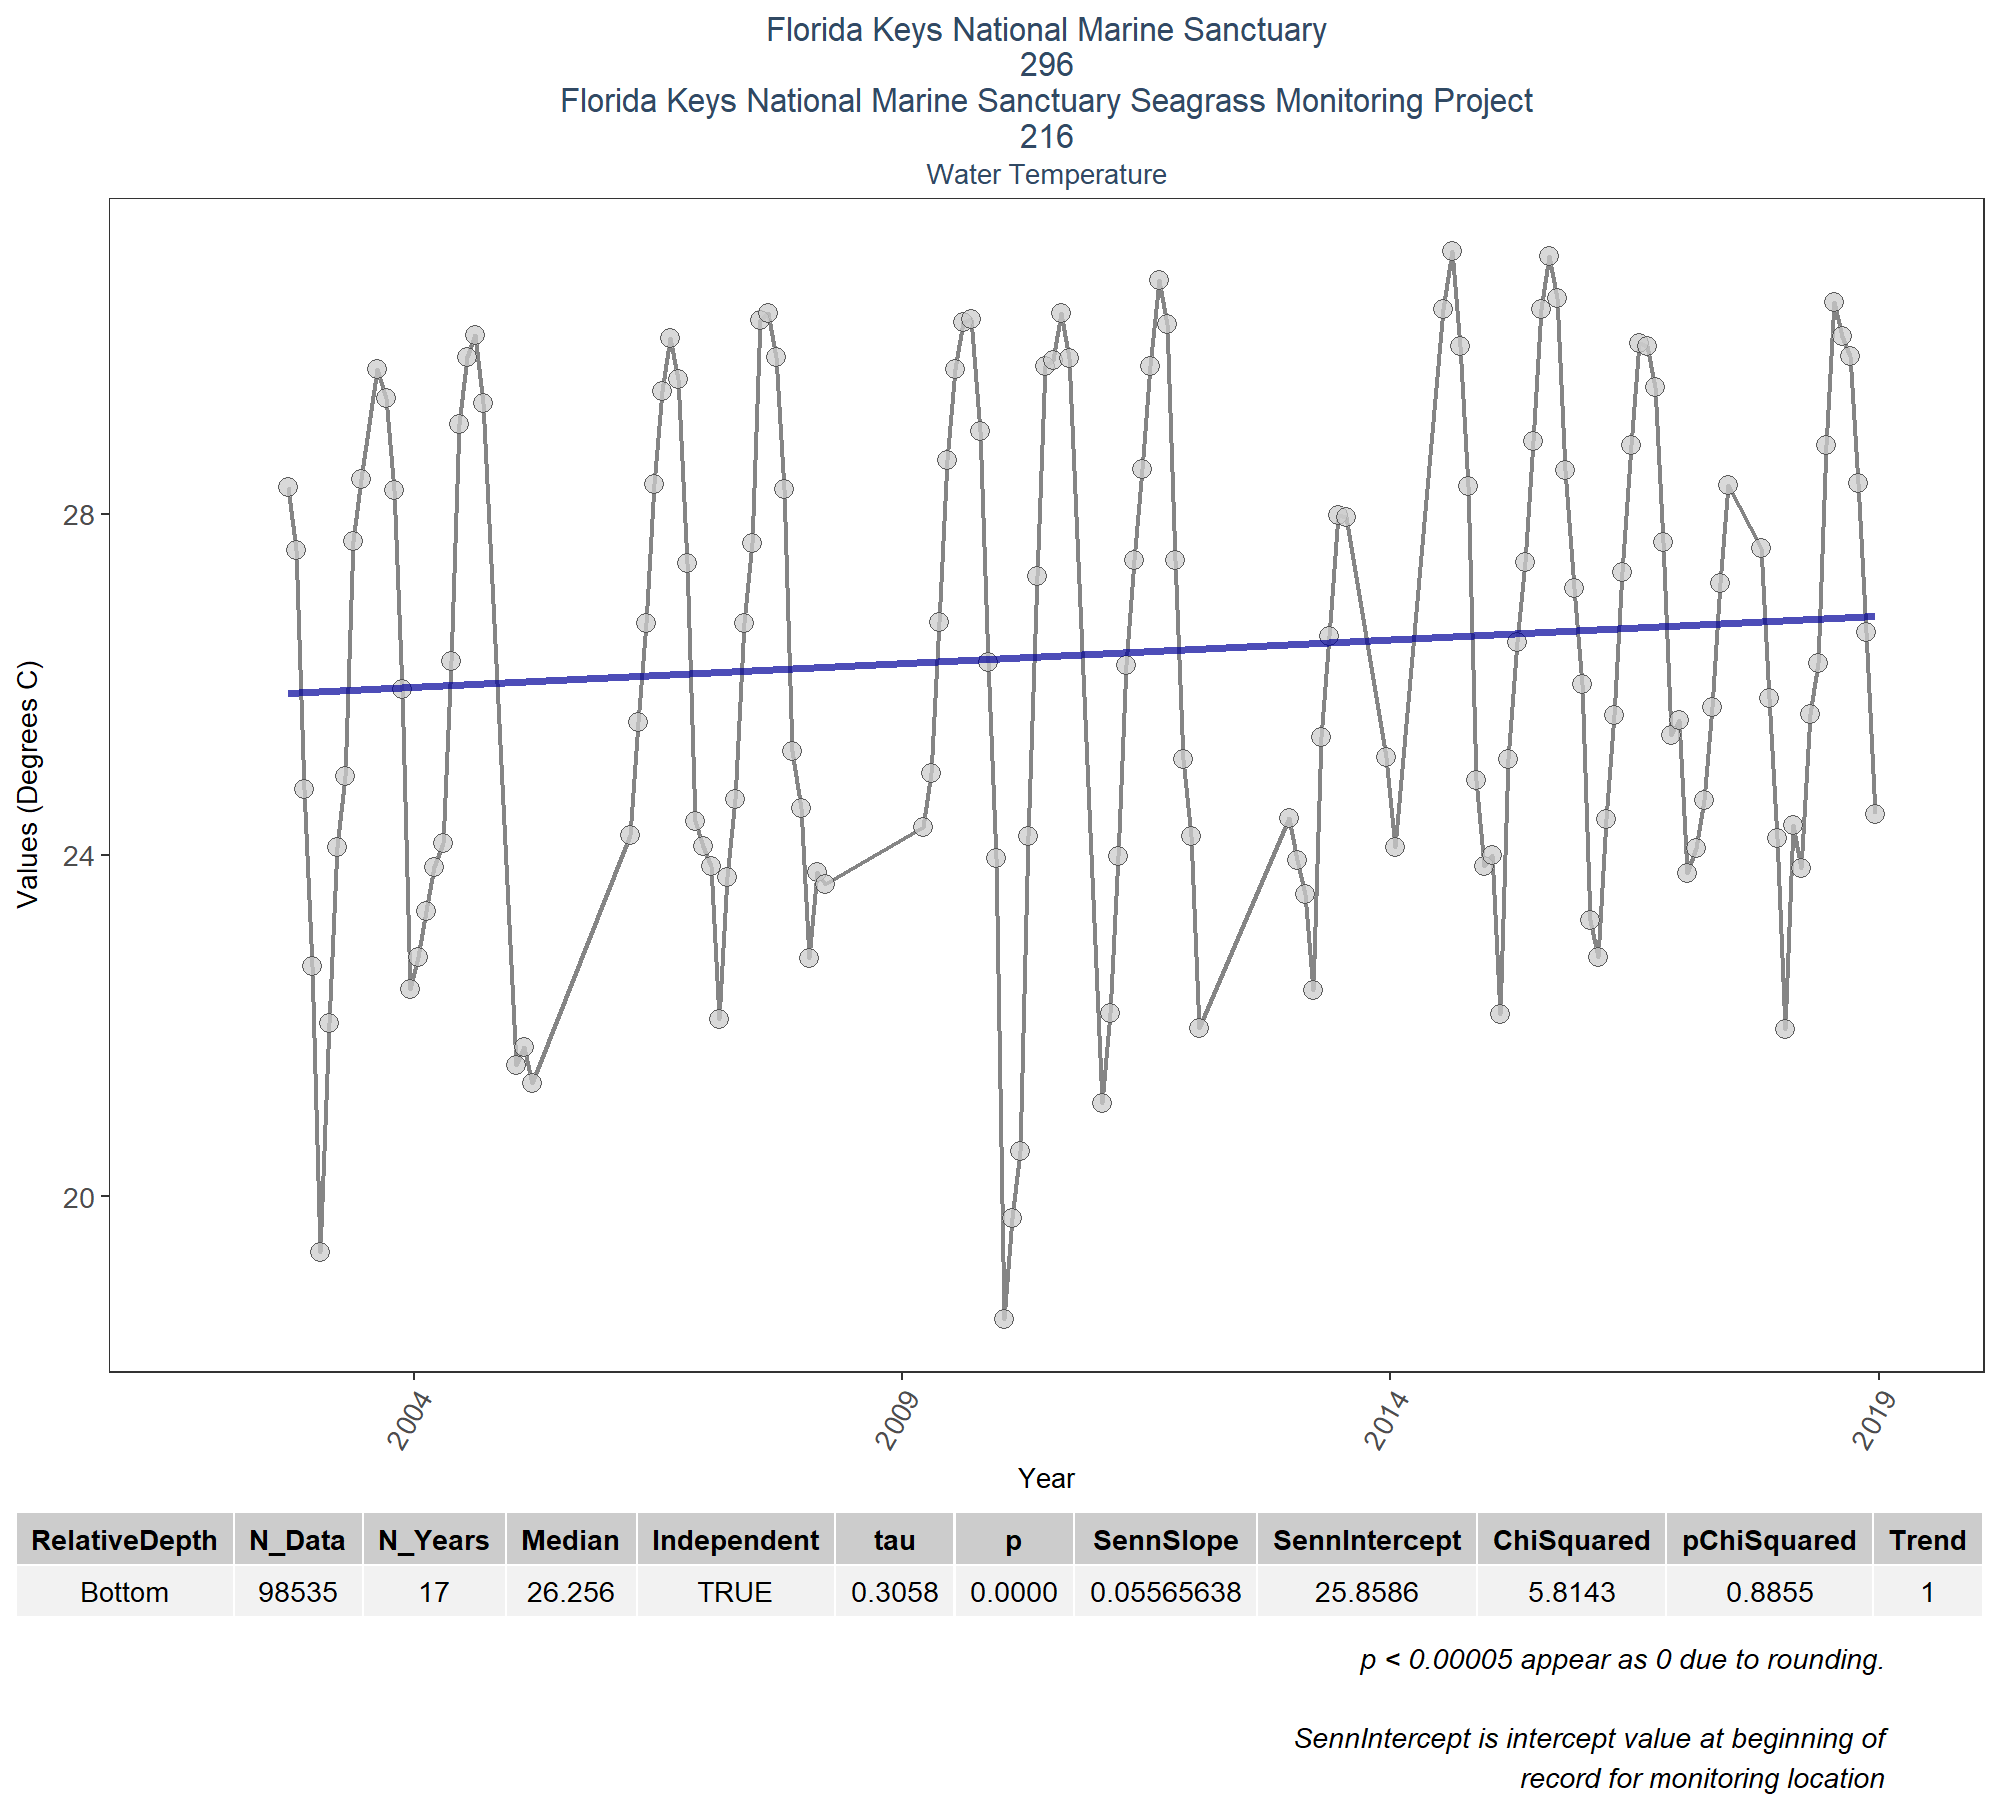 Florida Keys National Marine Sanctuary
296
Florida Keys National Marine Sanctuary Seagrass Monitoring Project
216
Water Temperature
Values (Degrees C)
28
24
20
2004
2009
2014
2019
Year
RelativeDepth N_Data N_Years Median Independent tau p SennSlope SennIntercept ChiSquared pChiSquared Trend
Bottom 98535 17 26.256 TRUE 0.3058 0.0000 0.05565638 25.8586 5.8143 0.8855 1
p < 0.00005 appear as 0 due to rounding.
SennIntercept is intercept value at beginning of
record for monitoring location